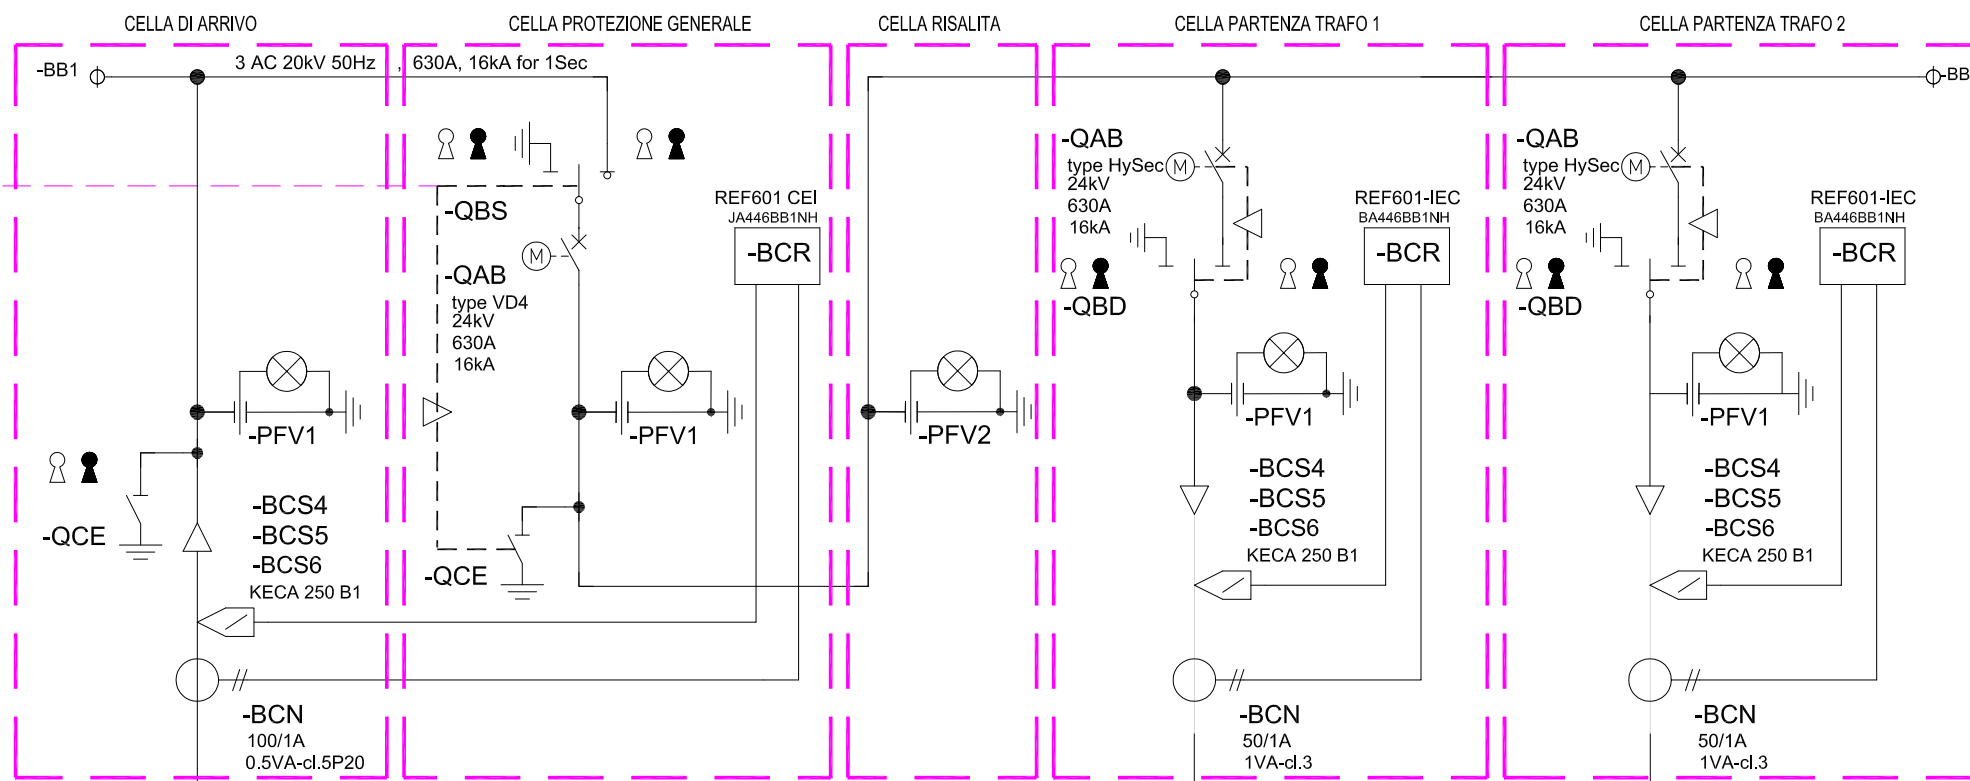 CELLA DI ARRIVO
CELLA PROTEZIONE GENERALE
CELLA RISALITA
CELLA PARTENZA TRAFO 1
CELLA PARTENZA TRAFO 2
-BB1
3 AC 20kV 50Hz , 630A, 16kA for 1Sec
-BB
-PFV1
-QCE
-BCS4
-BCS5
-BCS6
KECA 250 B1
-BCN
100/1A
0.5VA-cl.5P20
-QBS
M
-QAB
type VD4
24kV
630A
16kA
REF601 CEI
JA446BB1NH
-BCR
-PFV1
-QCE
-PFV2
-QAB
type HySec
M
24kV
630A
16kA
-QBD
REF601-IEC
BA446BB1NH
-BCR
-PFV1
-BCS4
-BCS5
-BCS6
KECA 250 B1
-BCN
50/1A
1VA-cl.3
-QAB
type HySec
M
24kV
630A
16kA
-QBD
REF601-IEC
BA446BB1NH
-BCR
-PFV1
-BCS4
-BCS5
-BCS6
KECA 250 B1
-BCN
50/1A
1VA-cl.3